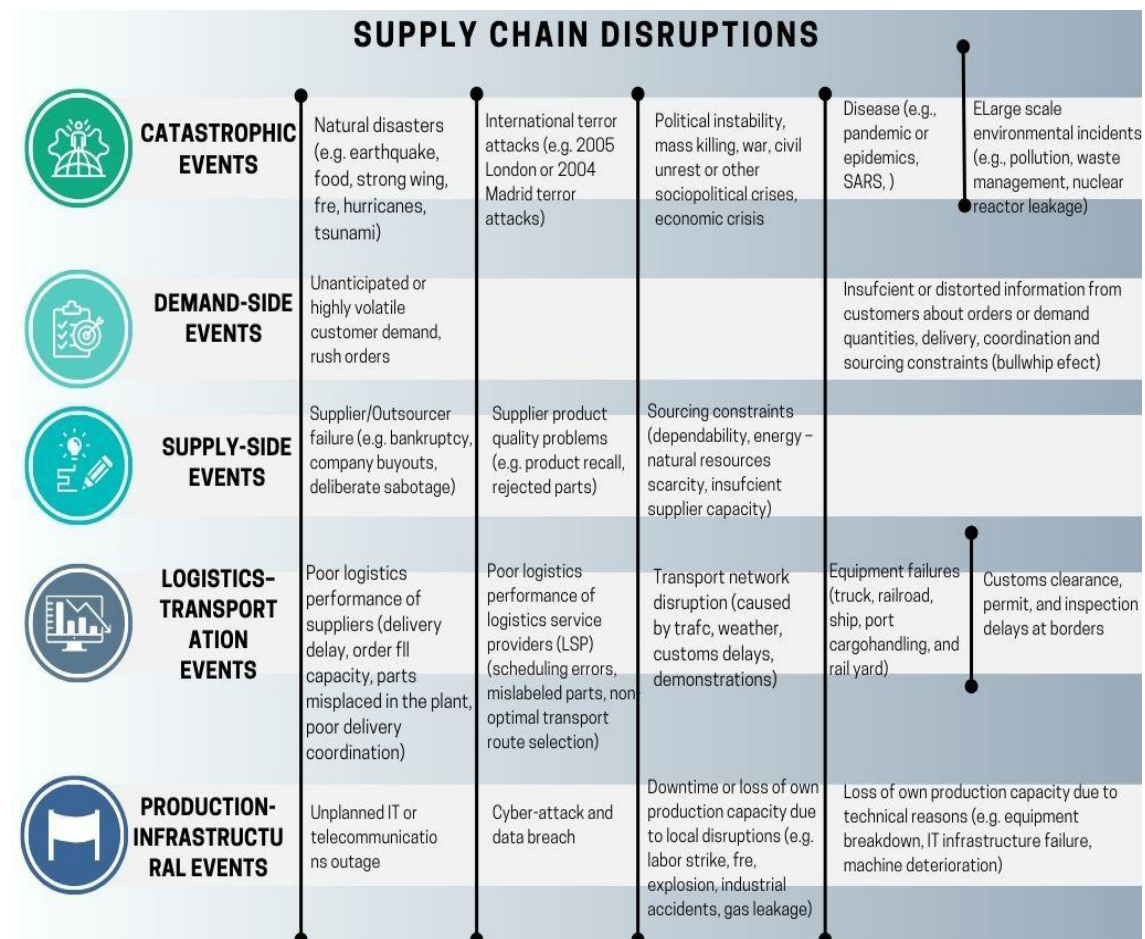 SUPPLY CHAIN DISRUPTIONS
CATASTROPHIC
EVENTS
Natural disasters
(e.g. earthquake,
food, strong wing,
fre, hurricanes,
tsunami)
International terror
attacks (e.g. 2005
London or 2004
Madrid terror
attacks)
Political instability,
mass killing, war, civil
unrest or other
sociopolitical crises,
economic crisis
Disease (e.g.,
pandemic or
epidemics,
SARS, )
ELarge scale
environmental incidents
(e.g., pollution, waste
management, nuclear
reactor leakage)
DEMAND-SIDE
EVENTS
Unanticipated or
highly volatile
customer demand,
rush orders
Insufcient or distorted information from
customers about orders or demand
quantities, delivery, coordination and
sourcing constraints (bullwhip efect)
SUPPLY-SIDE
EVENTS
Supplier/Outsourcer
failure (e.g. bankruptcy,
company buyouts,
deliberate sabotage)
Supplier product
quality problems
(e.g. product recall,
rejected parts)
Sourcing constraints
(dependability, energy –
natural resources
scarcity, insufcient
supplier capacity)
LOGISTICS–
TRANSPORT
ATION
EVENTS
Poor logistics
performance of
suppliers (delivery
delay, order fll
capacity, parts
misplaced in the plant,
poor delivery
coordination)
Poor logistics
performance of
logistics service
providers (LSP)
(scheduling errors,
mislabeled parts, non-
optimal transport
route selection)
Transport network
disruption (caused
by trafc, weather,
customs delays,
demonstrations)
Equipment failures
(truck, railroad,
ship, port
cargohandling, and
rail yard)
Customs clearance,
permit, and inspection
delays at borders
PRODUCTION-
INFRASTRUCTU
RAL EVENTS
Unplanned IT or
telecommunicatio
ns outage
Cyber-attack and
data breach
Downtime or loss of own
production capacity due
to local disruptions (e.g.
labor strike, fre,
explosion, industrial
accidents, gas leakage)
Loss of own production capacity due to
technical reasons (e.g. equipment
breakdown, IT infrastructure failure,
machine deterioration)